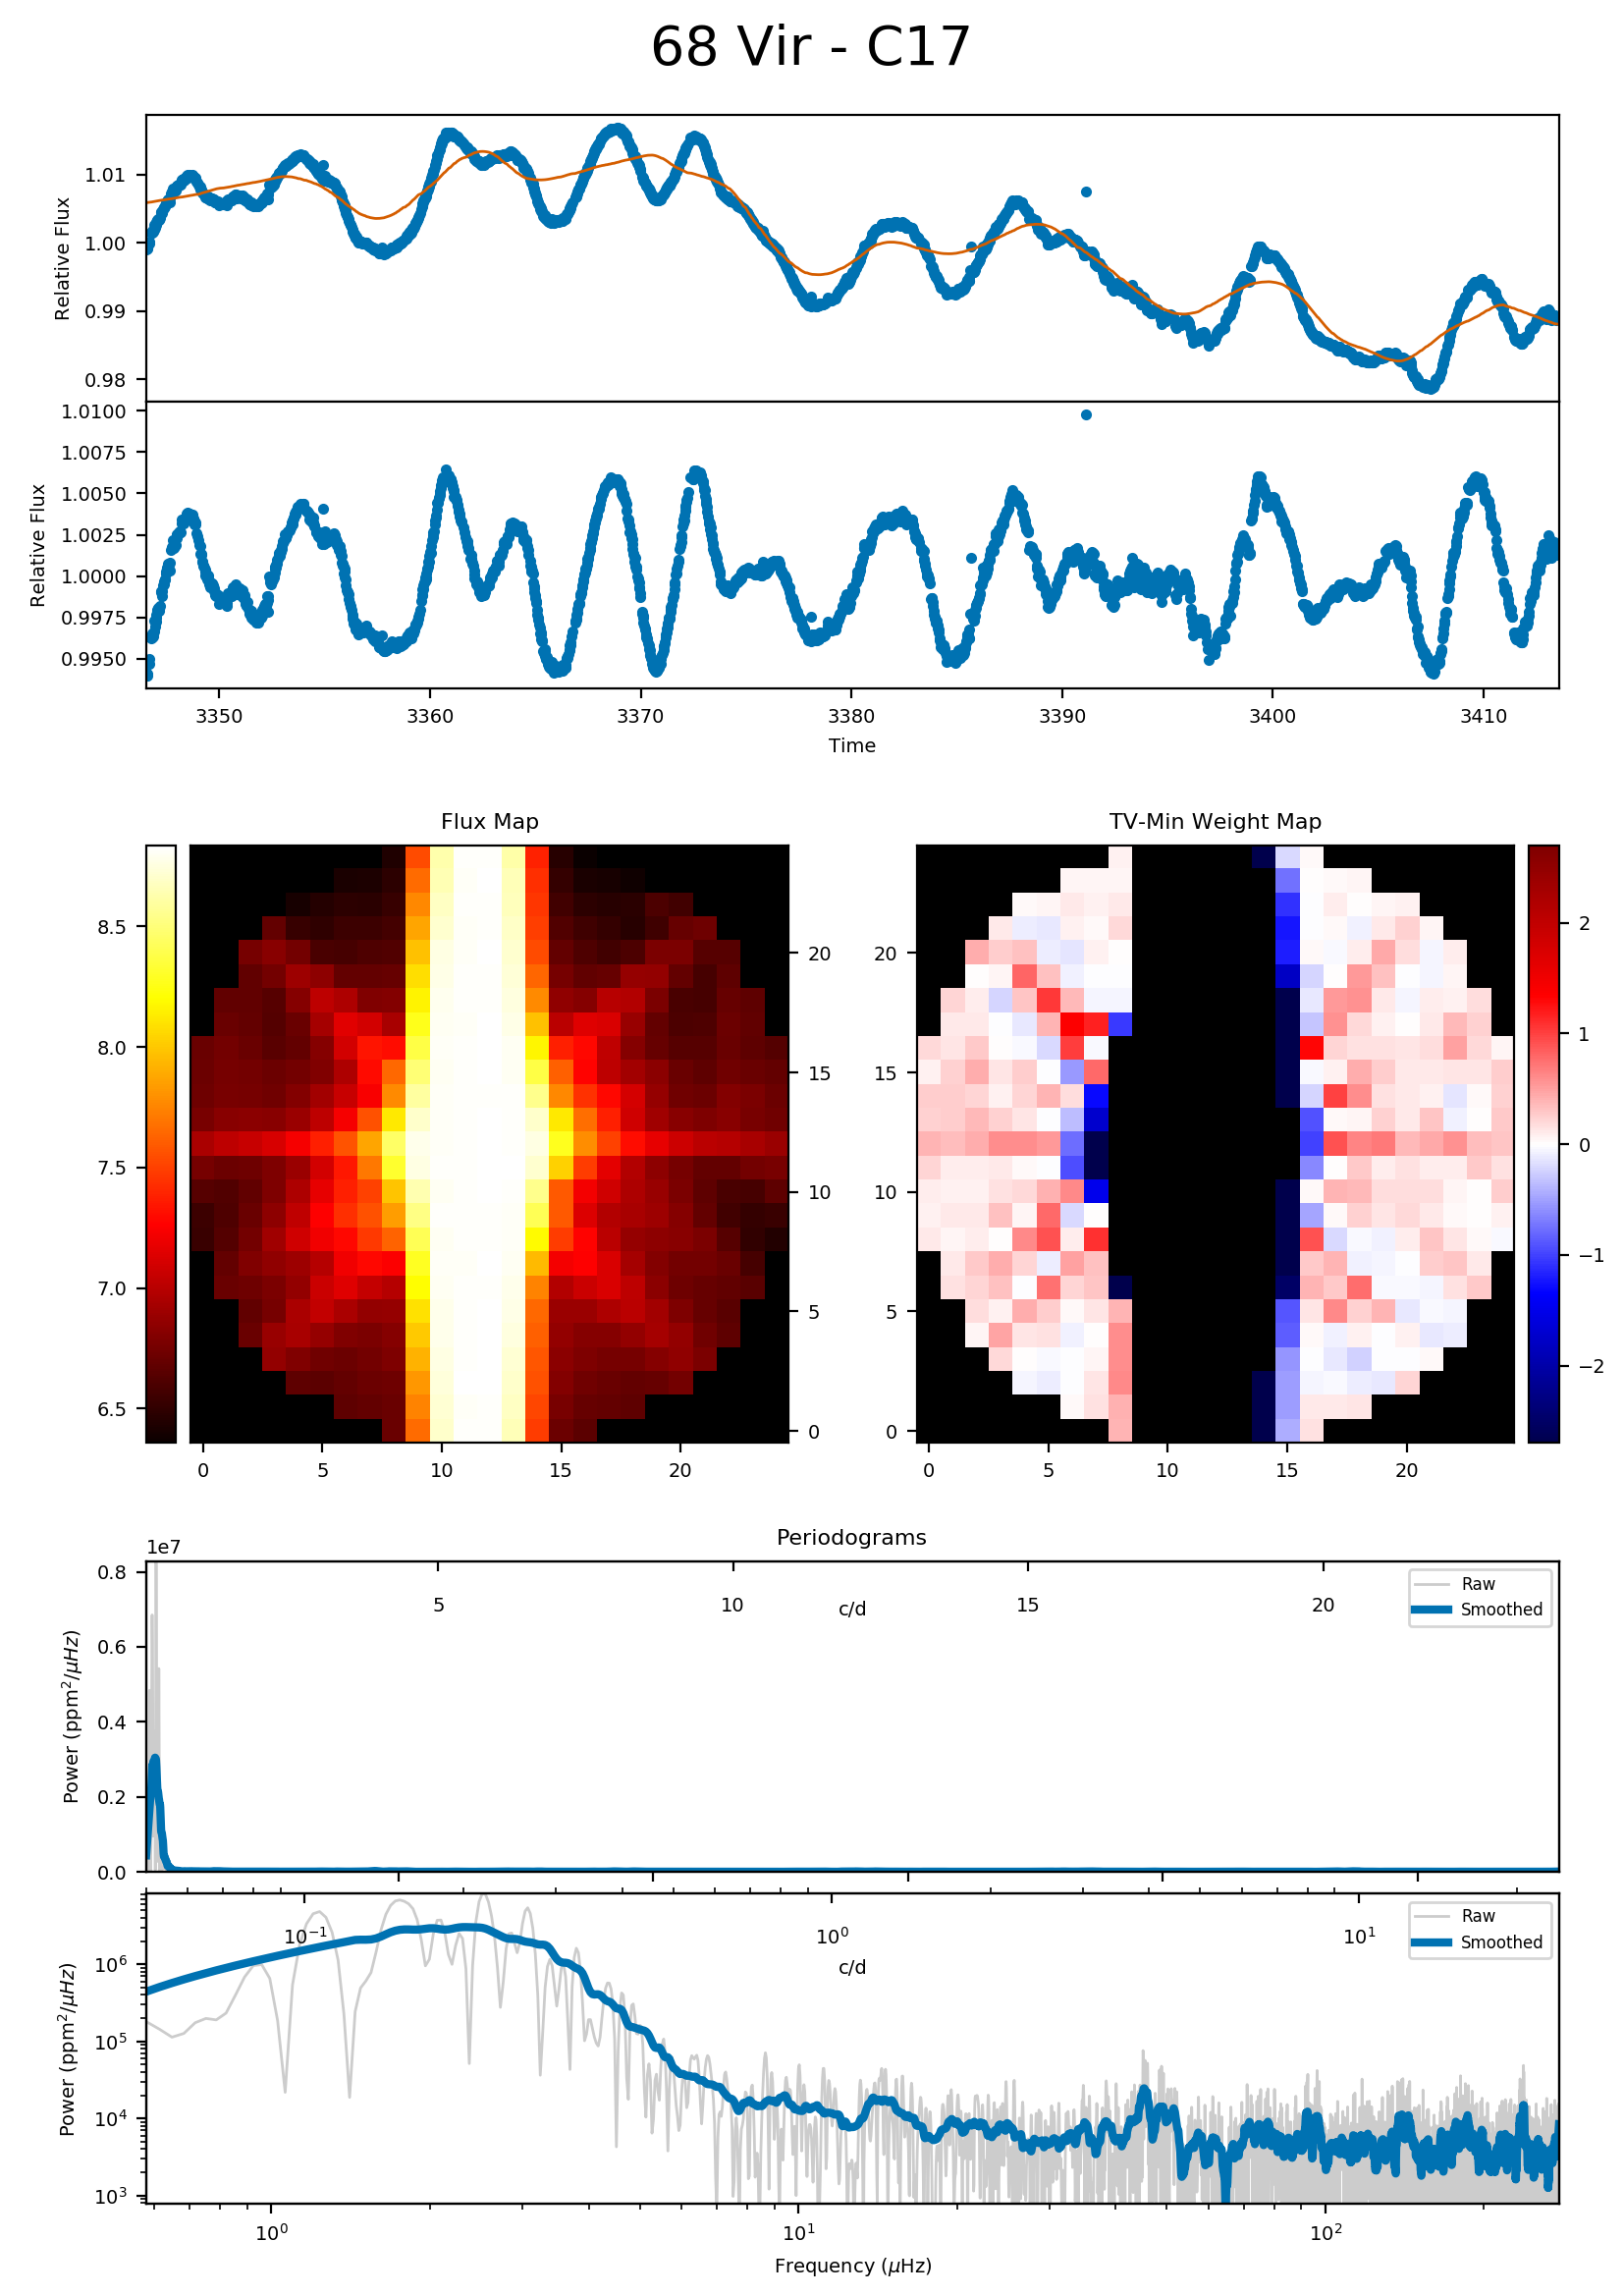 68 Vir - C17
Relative Flux
1.01
1.00
0.99
0.98
Relative Flux
1.0100
1.0075
1.0050
1.0025
1.0000
0.9975
0.9950
3350 3360 3370 3380 3390 3400 3410
Time
Flux Map
8.5
8.0
7.5
7.0
6.5
20
15
10
5
0
0 5 10 15 20
TV-Min Weight Map
20
15
10
5
0
0 5 10 15 20
2
1
0
−1
−2
Periodograms
1e7
Power (ppm²/μHz)
0.8
0.6
0.4
0.2
0.0
5 10 15 20
c/d
Raw
Smoothed
Power (ppm²/μHz)
10⁶
10⁵
10⁴
10³
10⁻¹ 10⁰ 10¹
c/d
Raw
Smoothed
10⁰ 10¹ 10²
Frequency (μHz)